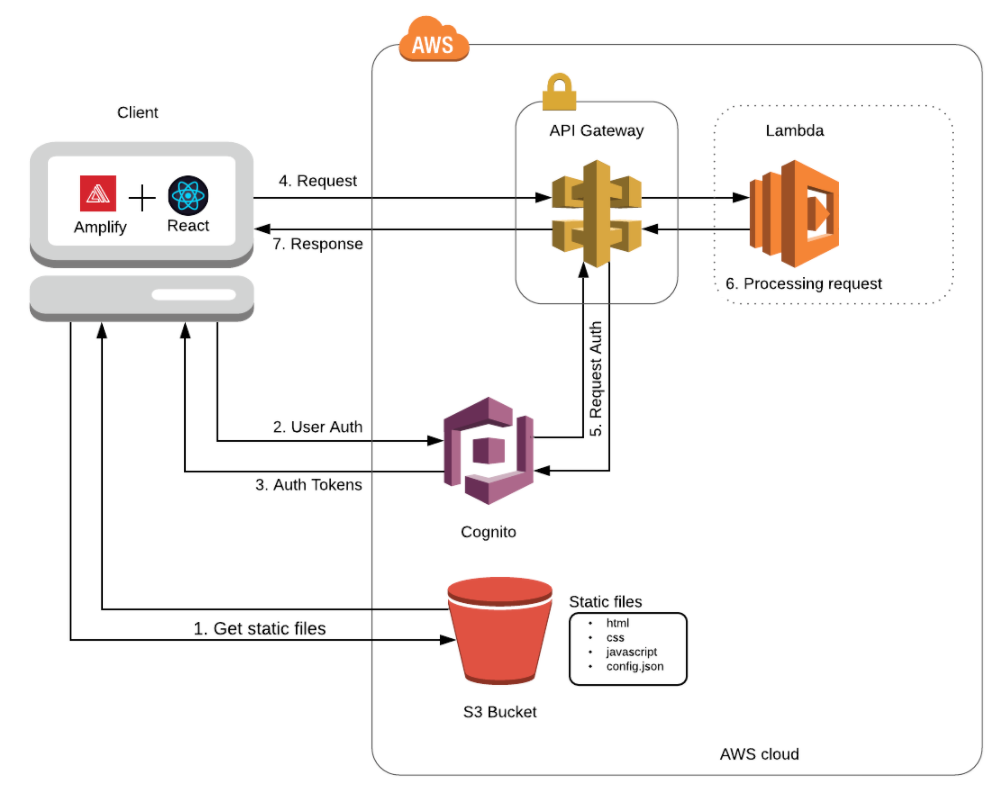 AWS
Client
API Gateway
Lambda
4. Request
Amplify
React
7. Response
6. Processing request
5. Request Auth
2. User Auth
3. Auth Tokens
Cognito
Static files
• html
• css
• javascript
• config.json
1. Get static files
S3 Bucket
AWS cloud